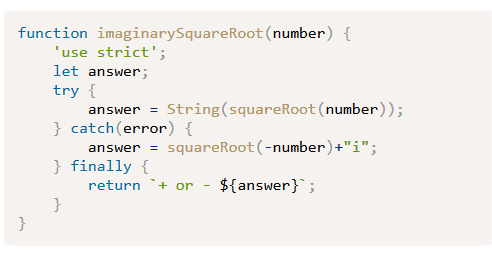 function imaginarySquareRoot(number) {
    'use strict';
    let answer;
    try {
        answer = String(squareRoot(number));
    } catch(error) {
        answer = squareRoot(-number)+"i";
    } finally {
        return `+ or - ${answer}`;
    }
}